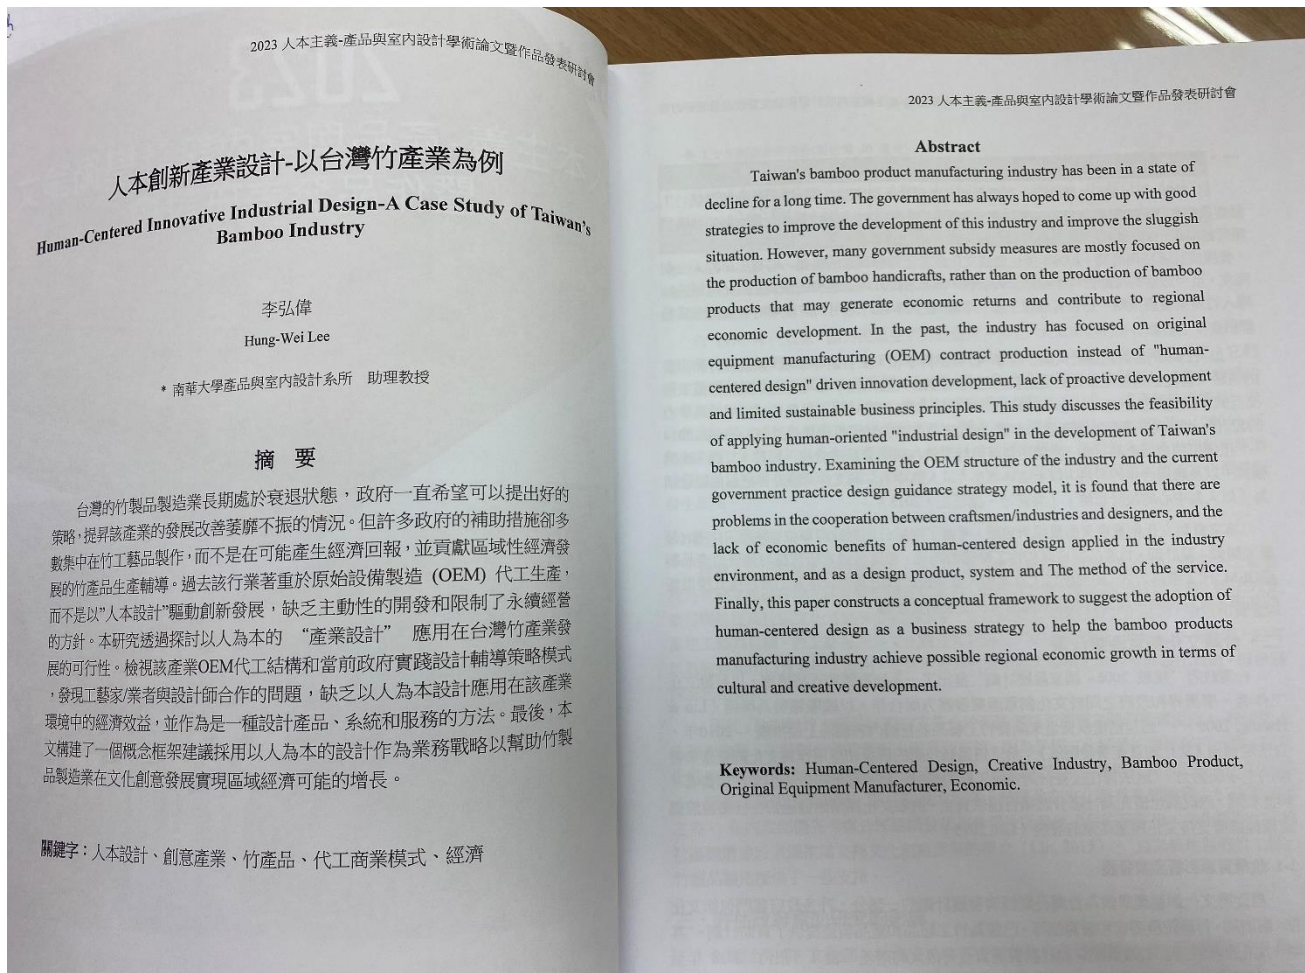 2023 人本主義-產品與室內設計學術論文暨作品發表研討會
人本創新產業設計-以台灣竹產業為例
Human-Centered Innovative Industrial Design-A Case Study of Taiwan's
Bamboo Industry
李弘偉
Hung-Wei Lee
* 南華大學產品與室內設計系所 助理教授
摘 要
台灣的竹製品製造業長期處於衰退狀態，政府一直希望可以提出好的
策略，提昇該產業的發展改善萎靡不振的情況。但許多政府的補助措施卻多
數集中在竹工藝品製作，而不是在可能產生經濟回報，並貢獻區域性經濟發
展的竹產品生產輔導。過去該行業著重於原始設備製造 (OEM) 代工生產，
而不是以"人本設計"驅動創新發展，缺乏主動性的開發和限制了永續經營
的方針。本研究透過探討以人為本的 “產業設計” 應用在台灣竹產業發
展的可行性。檢視該產業OEM代工結構和當前政府實踐設計輔導策略模式
，發現工藝家/業者與設計師合作的問題，缺乏以人為本設計應用在該產業
環境中的經濟效益，並作為是一種設計產品、系統和服務的方法。最後，本
文構建了一個概念框架建議採用以人為本的設計作為業務戰略以幫助竹製
品製造業在文化創意發展實現區域經濟可能的增長。
關鍵字：人本設計、創意產業、竹產品、代工商業模式、經濟
2023 人本主義-產品與室內設計學術論文暨作品發表研討會
Abstract
Taiwan's bamboo product manufacturing industry has been in a state of
decline for a long time. The government has always hoped to come up with good
strategies to improve the development of this industry and improve the sluggish
situation. However, many government subsidy measures are mostly focused on
the production of bamboo handicrafts, rather than on the production of bamboo
products that may generate economic returns and contribute to regional
economic development. In the past, the industry has focused on original
equipment manufacturing (OEM) contract production instead of "human-
centered design" driven innovation development, lack of proactive development
and limited sustainable business principles. This study discusses the feasibility
of applying human-oriented "industrial design" in the development of Taiwan's
bamboo industry. Examining the OEM structure of the industry and the current
government practice design guidance strategy model, it is found that there are
problems in the cooperation between craftsmen/industries and designers, and the
lack of economic benefits of human-centered design applied in the industry
environment, and as a design product, system and The method of the service.
Finally, this paper constructs a conceptual framework to suggest the adoption of
human-centered design as a business strategy to help the bamboo products
manufacturing industry achieve possible regional economic growth in terms of
cultural and creative development.
Keywords: Human-Centered Design, Creative Industry, Bamboo Product,
Original Equipment Manufacturer, Economic.